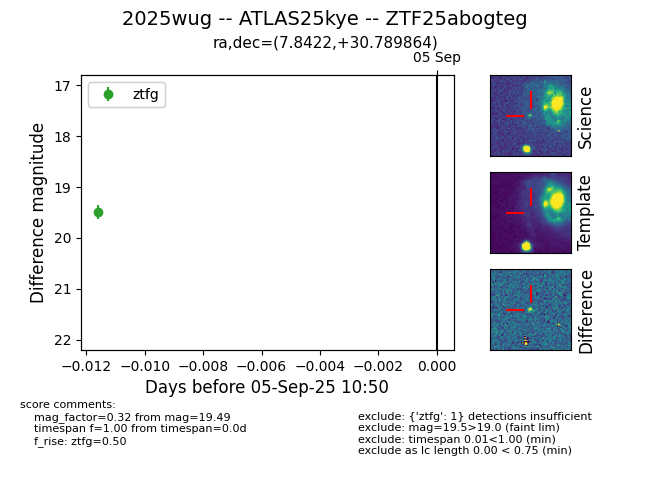 2025wug -- ATLAS25kye -- ZTF25abogteg
ra,dec=(7.8422,+30.789864)
05 Sep
ztfg
17
18
19
20
21
22
Difference magnitude
−0.012
−0.010
−0.008
−0.006
−0.004
−0.002
0.000
Days before 05-Sep-25 10:50
Science
Template
Difference
score comments:
mag_factor=0.32 from mag=19.49
timespan f=1.00 from timespan=0.0d
f_rise: ztfg=0.50
exclude: {'ztfg': 1} detections insufficient
exclude: mag=19.5>19.0 (faint lim)
exclude: timespan 0.01<1.00 (min)
exclude as lc length 0.00 < 0.75 (min)